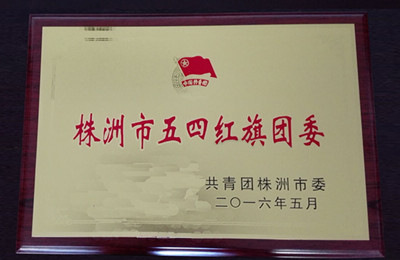 株洲市五四红旗团委
共青团株洲市委
二〇一六年五月